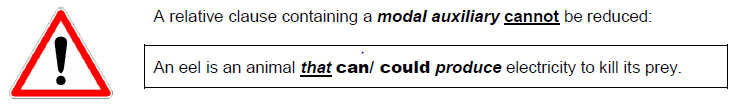 A relative clause containing a modal auxiliary cannot be reduced:
An eel is an animal that can/ could produce electricity to kill its prey.